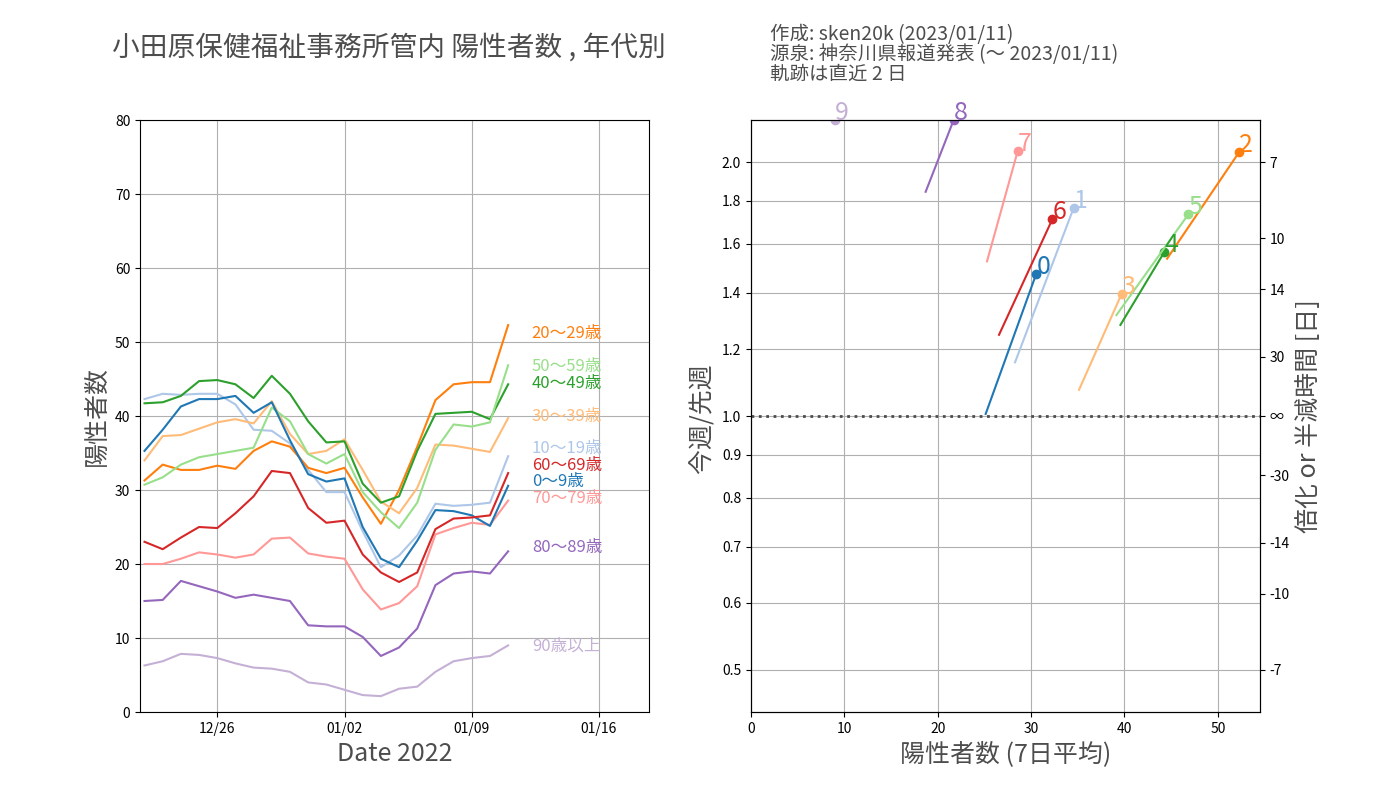 小田原保健福祉事務所管内 陽性者数 , 年代別
作成: sken20k (2023/01/11)
源泉: 神奈川県報道発表 (〜 2023/01/11)
軌跡は直近 2 日
陽性者数
80
70
60
50
40
30
20
10
0
12/26
01/02
01/09
01/16
Date 2022
20〜29歳
50〜59歳
40〜49歳
30〜39歳
10〜19歳
60〜69歳
0〜9歳
70〜79歳
80〜89歳
90歳以上
今週/先週
2.0
1.8
1.6
1.4
1.2
1.0
0.9
0.8
0.7
0.6
0.5
9
8
7
2
1
5
6
4
0
3
0
10
20
30
40
50
陽性者数 (7日平均)
7
10
14
30
∞
-30
-14
-10
-7
倍化 or 半減時間 [日]